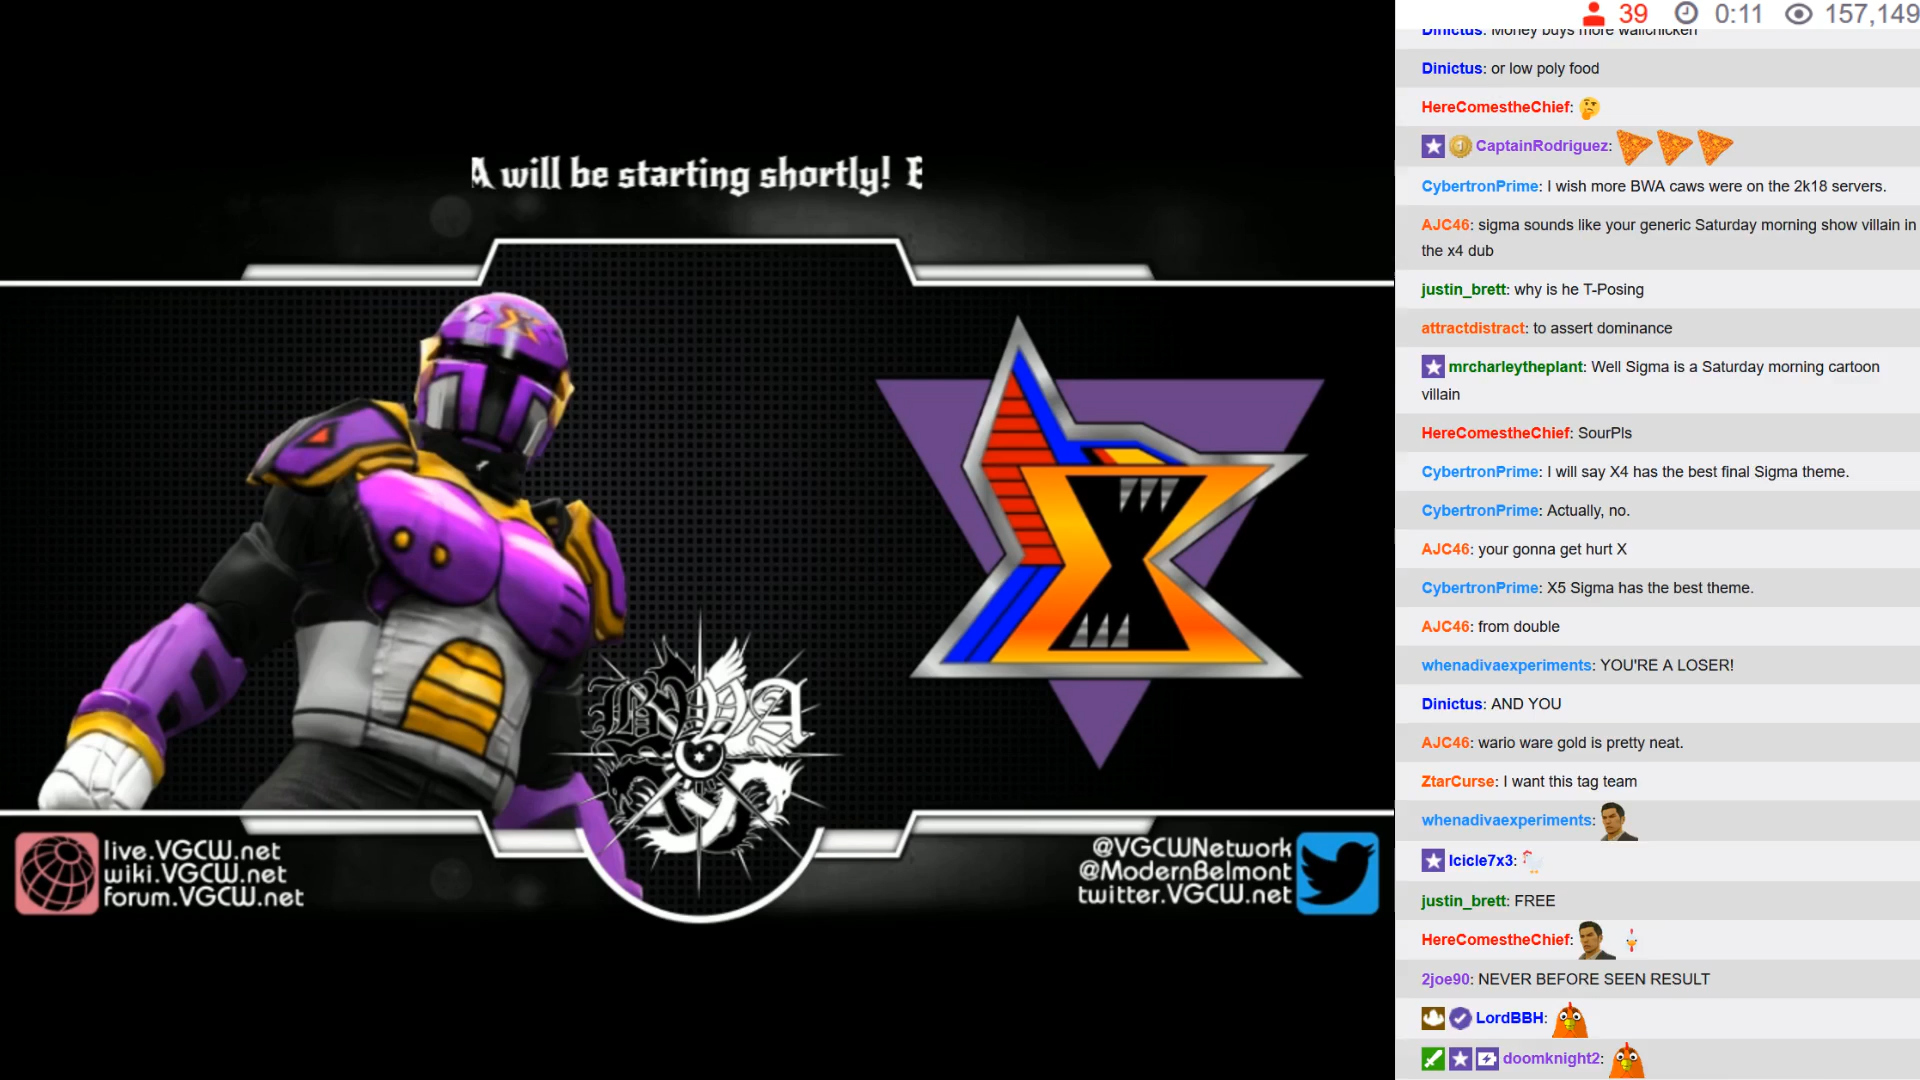 39 0:11 157,149
Dinictus: Money buys more wallchicken
Dinictus: or low poly food
HereComestheChief:
CaptainRodriguez:
CybertronPrime: I wish more BWA caws were on the 2k18 servers.
AJC46: sigma sounds like your generic Saturday morning show villain in
the x4 dub
justin_brett: why is he T-Posing
attractdistract: to assert dominance
mrcharleytheplant: Well Sigma is a Saturday morning cartoon
villain
HereComestheChief: SourPls
CybertronPrime: I will say X4 has the best final Sigma theme.
CybertronPrime: Actually, no.
AJC46: your gonna get hurt X
CybertronPrime: X5 Sigma has the best theme.
AJC46: from double
whenadivaexperiments: YOU'RE A LOSER!
Dinictus: AND YOU
AJC46: wario ware gold is pretty neat.
ZtarCurse: I want this tag team
whenadivaexperiments:
Icicle7x3:
justin_brett: FREE
HereComestheChief:
2joe90: NEVER BEFORE SEEN RESULT
LordBBH:
doomknight2:
A will be starting shortly! B
BWA
live.VGCW.net
wiki.VGCW.net
forum.VGCW.net
@VGCWNetwork
@ModernBelmont
twitter.VGCW.net